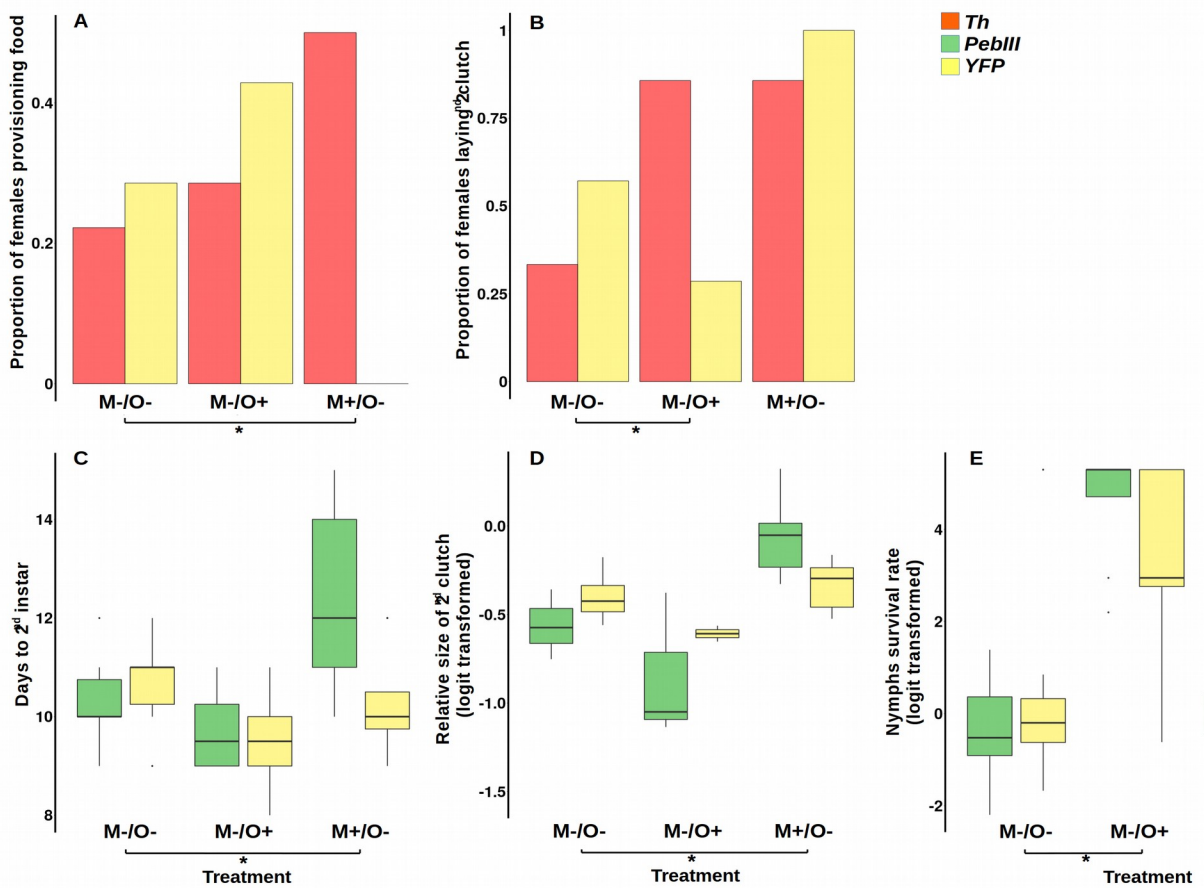 A
Proportion of females provisioning food
0.4
0.2
0
M-/O-
M-/O+
M+/O-
*
B
Proportion of females laying 2nd clutch
1
0.75
0.5
0.25
0
M-/O-
M-/O+
M+/O-
*
Th
PebIII
YFP
C
Days to 2nd instar
14
12
10
8
M-/O-
M-/O+
M+/O-
*
Treatment
D
Relative size of 2nd clutch
(logit transformed)
0.0
-0.5
-1.0
-1.5
M-/O-
M-/O+
M+/O-
*
Treatment
E
Nymphs survival rate
(logit transformed)
4
2
0
-2
M-/O-
M-/O+
*
Treatment